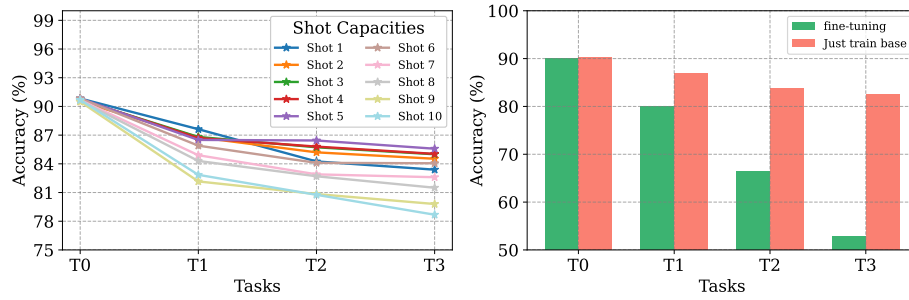 99
96
93
90
87
84
81
78
75
Accuracy (%)
Shot Capacities
Shot 1
Shot 2
Shot 3
Shot 4
Shot 5
Shot 6
Shot 7
Shot 8
Shot 9
Shot 10
T0 T1 T2 T3
Tasks
100
90
80
70
60
50
Accuracy (%)
fine-tuning
Just train base
T0 T1 T2 T3
Tasks